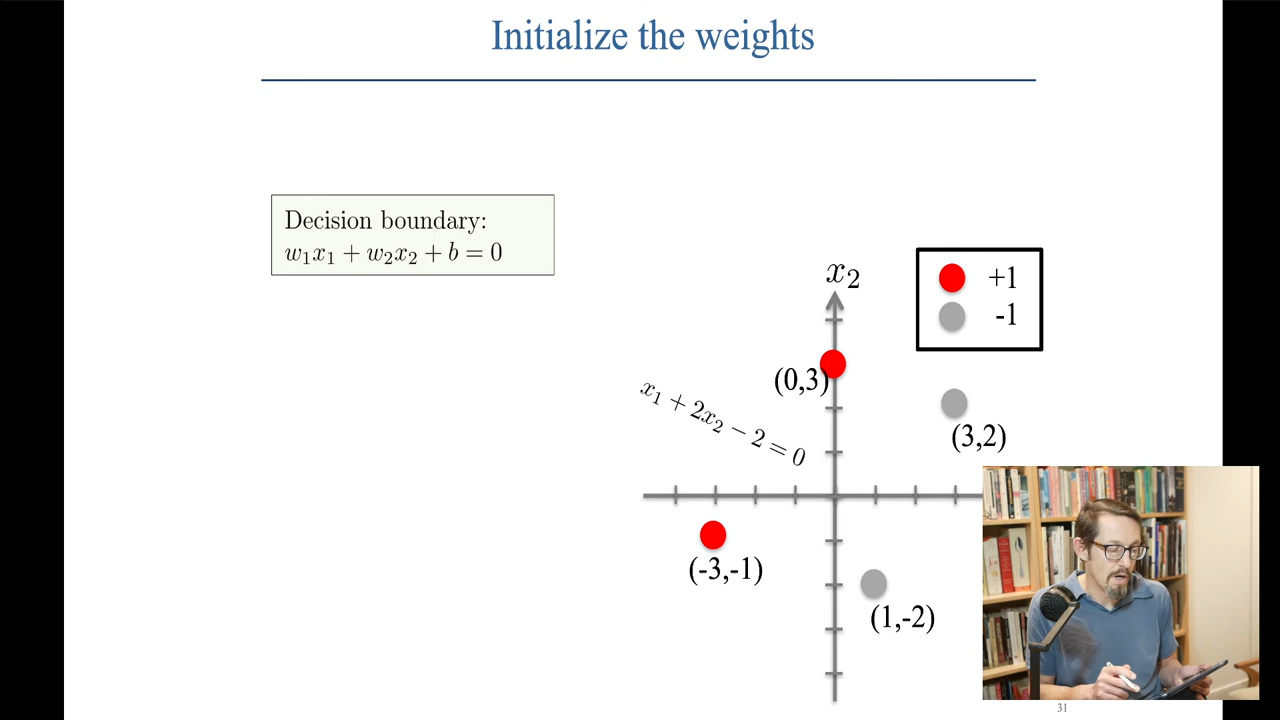 Initialize the weights
Decision boundary:
w₁x₁ + w₂x₂ + b = 0
x₂
+1
-1
(0,3)
x₁ + 2x₂ − 2 = 0
(3,2)
(-3,-1)
(1,-2)
31